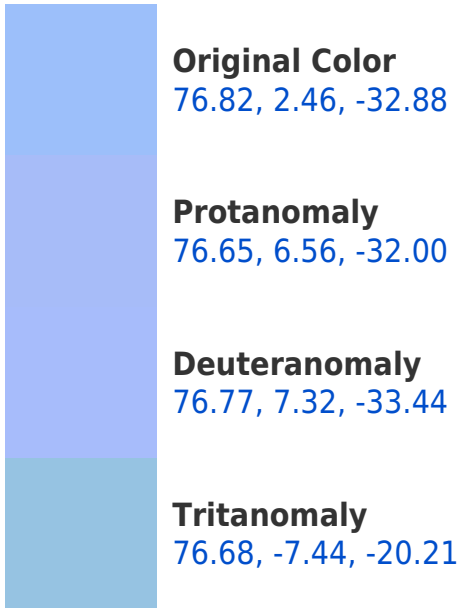 Original Color
76.82, 2.46, -32.88
Protanomaly
76.65, 6.56, -32.00
Deuteranomaly
76.77, 7.32, -33.44
Tritanomaly
76.68, -7.44, -20.21